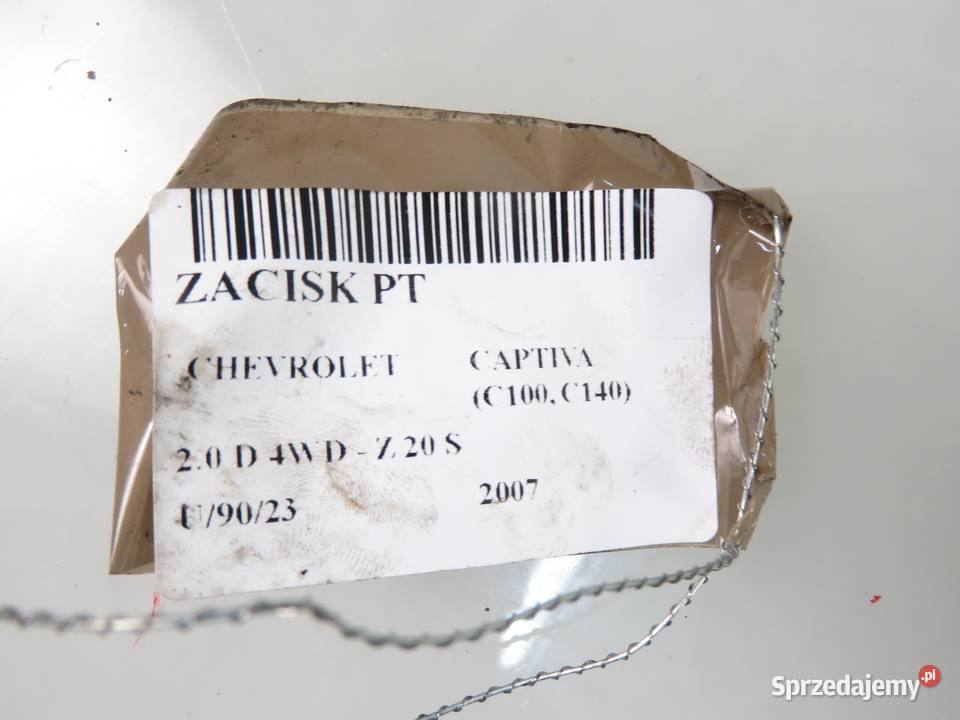 ZACISK PT
CHEVROLET CAPTIVA
(C100, C140)
2.0 D 4WD - Z 20 S
U/90/23 2007
Sprzedajemy.pl